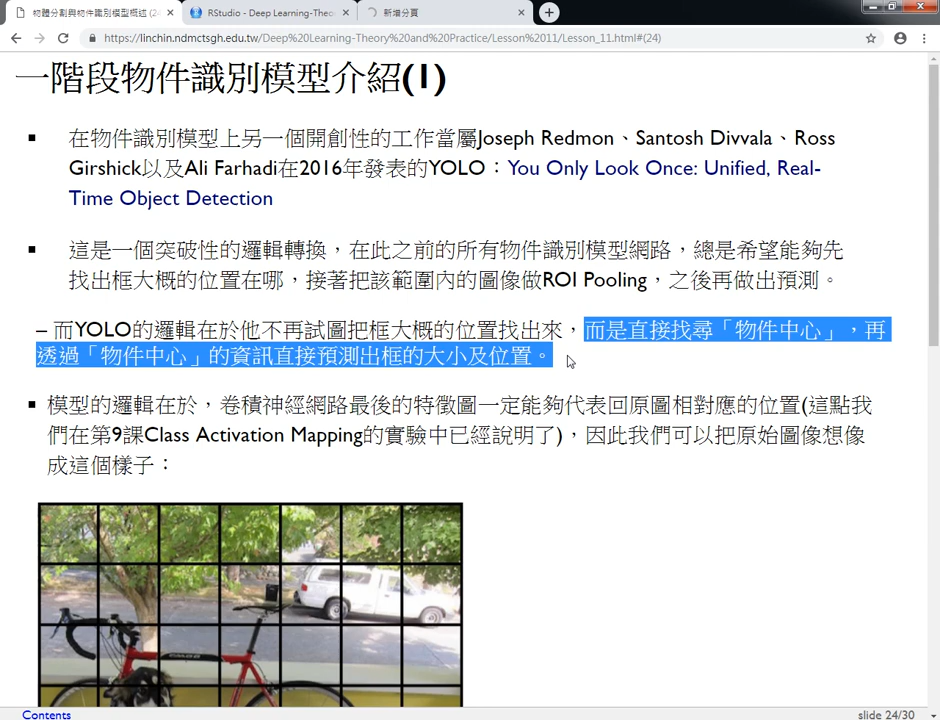 物體分割與物件識別模型概述 (24
RStudio - Deep Learning-Theo
新增分頁
https://linchin.ndmctsgh.edu.tw/Deep%20Learning-Theory%20and%20Practice/Lesson%2011/Lesson_11.html#(24)
一階段物件識別模型介紹(1)
在物件識別模型上另一個開創性的工作當屬Joseph Redmon、Santosh Divvala、Ross
Girshick以及Ali Farhadi在2016年發表的YOLO：You Only Look Once: Unified, Real-
Time Object Detection
這是一個突破性的邏輯轉換，在此之前的所有物件識別模型網路，總是希望能夠先
找出框大概的位置在哪，接著把該範圍內的圖像做ROI Pooling，之後再做出預測。
– 而YOLO的邏輯在於他不再試圖把框大概的位置找出來，而是直接找尋「物件中心」，再
透過「物件中心」的資訊直接預測出框的大小及位置。
模型的邏輯在於，卷積神經網路最後的特徵圖一定能夠代表回原圖相對應的位置(這點我
們在第9課Class Activation Mapping的實驗中已經說明了)，因此我們可以把原始圖像想像
成這個樣子：
Contents
slide 24/30